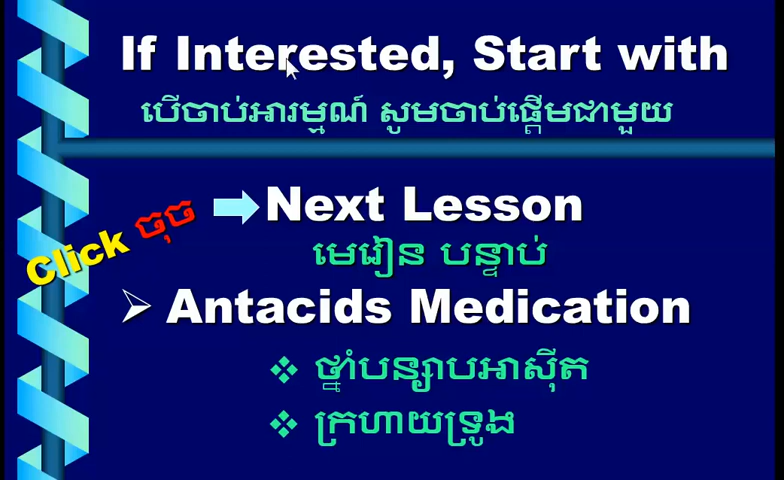 If Interested, Start with
បើចាប់អារម្មណ៍ សូមចាប់ផ្តើមជាមួយ
Click ចុច
Next Lesson
មេរៀន បន្ទាប់
Antacids Medication
ថ្នាំបន្សាបអាស៊ីត
ក្រហាយទ្រូង